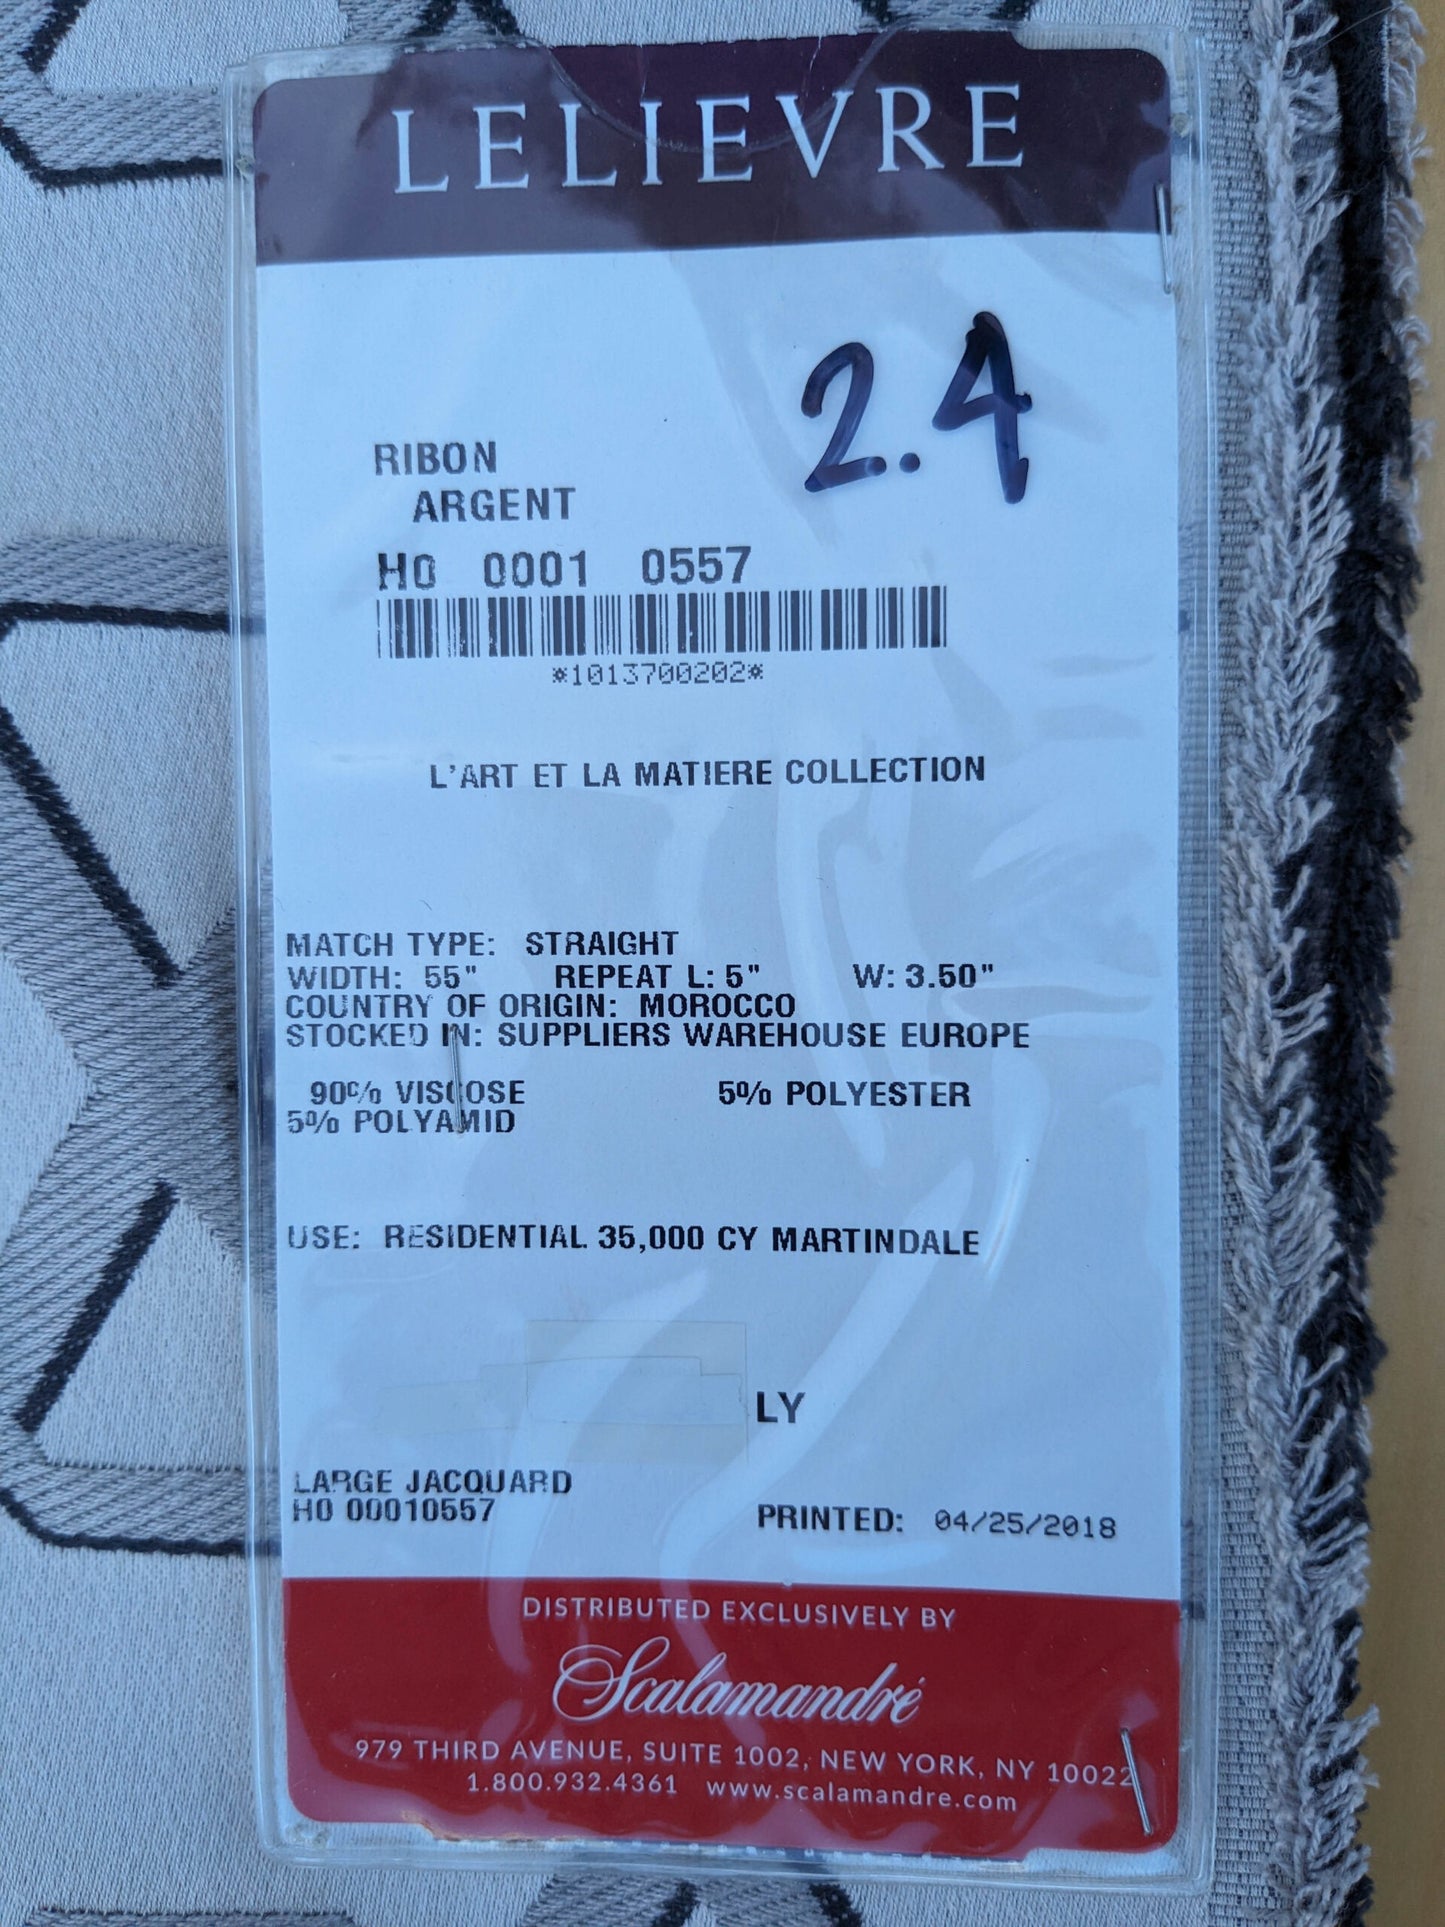 LELIEVRE
2.4
RIBON
ARGENT
H0 0001 0557
*1013700202*
L'ART ET LA MATIERE COLLECTION
MATCH TYPE: STRAIGHT
WIDTH: 55" REPEAT L: 5" W: 3.50"
COUNTRY OF ORIGIN: MOROCCO
STOCKED IN: SUPPLIERS WAREHOUSE EUROPE
90% VISCOSE 5% POLYESTER
5% POLYAMID
USE: RESIDENTIAL 35,000 CY MARTINDALE
LY
LARGE JACQUARD
H0 00010557
PRINTED: 04/25/2018
DISTRIBUTED EXCLUSIVELY BY
Scalamandré
979 THIRD AVENUE, SUITE 1002, NEW YORK, NY 10022
1.800.932.4361 www.scalamandre.com